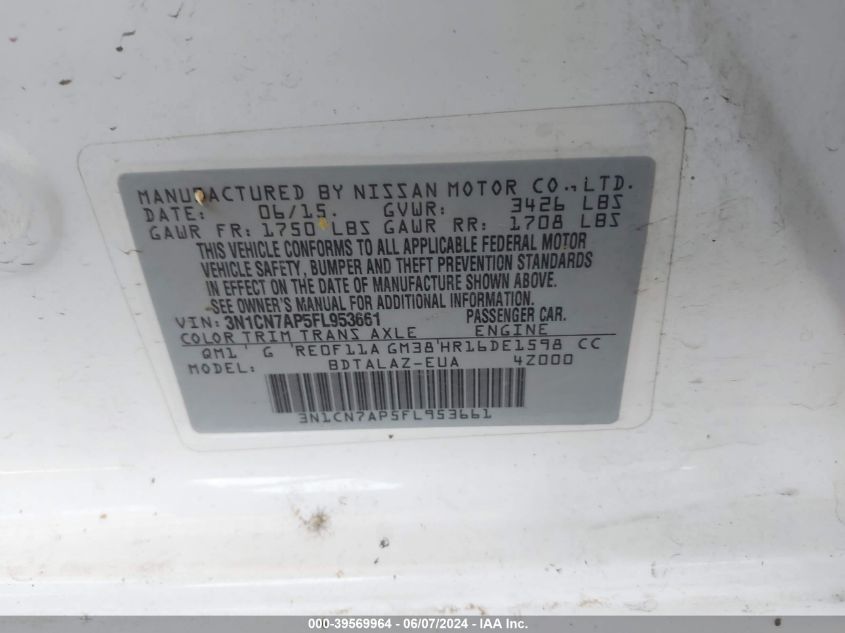 MANUFACTURED BY NISSAN MOTOR CO., LTD.
DATE: 06/15. GVWR: 3426 LBS
GAWR FR: 1750 LBS GAWR RR: 1708 LBS
THIS VEHICLE CONFORMS TO ALL APPLICABLE FEDERAL MOTOR
VEHICLE SAFETY, BUMPER AND THEFT PREVENTION STANDARDS
IN EFFECT ON THE DATE OF MANUFACTURE SHOWN ABOVE.
SEE OWNER'S MANUAL FOR ADDITIONAL INFORMATION.
VIN: 3N1CN7AP5FL953661 PASSENGER CAR.
COLOR TRIM TRANS AXLE ENGINE
QM1' G 'RE0F11A GM38'HR16DE1598 CC
MODEL: BDTALAZ-EUA 4Z000
3N1CN7AP5FL953661
000-39569964 - 06/07/2024 - IAA Inc.